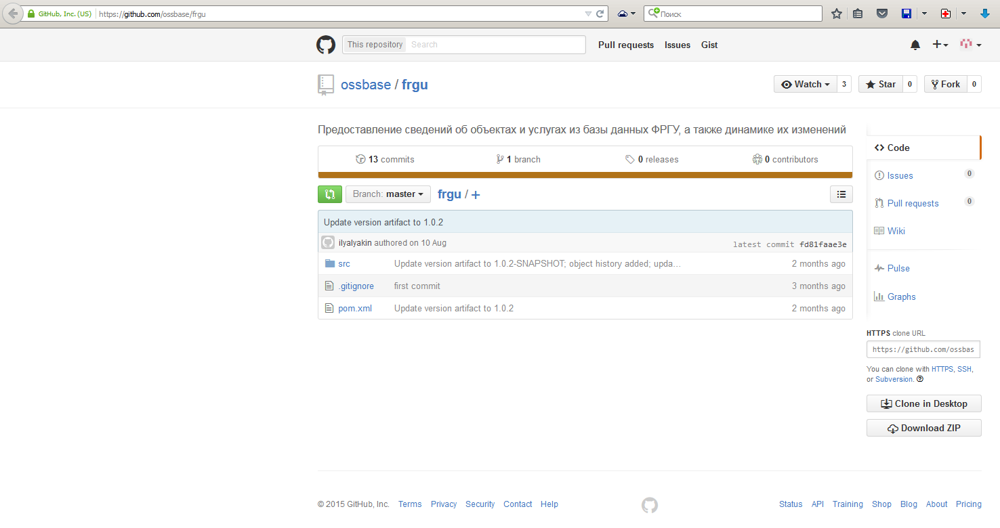 GitHub, Inc. (US) https://github.com/ossbase/frgu Поиск
This repository Search Pull requests Issues Gist
ossbase / frgu Watch 3 Star 0 Fork 0
Предоставление сведений об объектах и услугах из базы данных ФРГУ, а также динамике их изменений
13 commits 1 branch 0 releases 0 contributors
Branch: master frgu / +
Update version artifact to 1.0.2
ilyalyakin authored on 10 Aug latest commit fd81faae3e
src Update version artifact to 1.0.2-SNAPSHOT; object history added; upda… 2 months ago
.gitignore first commit 3 months ago
pom.xml Update version artifact to 1.0.2 2 months ago
Code
Issues 0
Pull requests 0
Wiki
Pulse
Graphs
HTTPS clone URL
https://github.com/ossbas
You can clone with HTTPS, SSH,
or Subversion.
Clone in Desktop
Download ZIP
© 2015 GitHub, Inc. Terms Privacy Security Contact Help Status API Training Shop Blog About Pricing